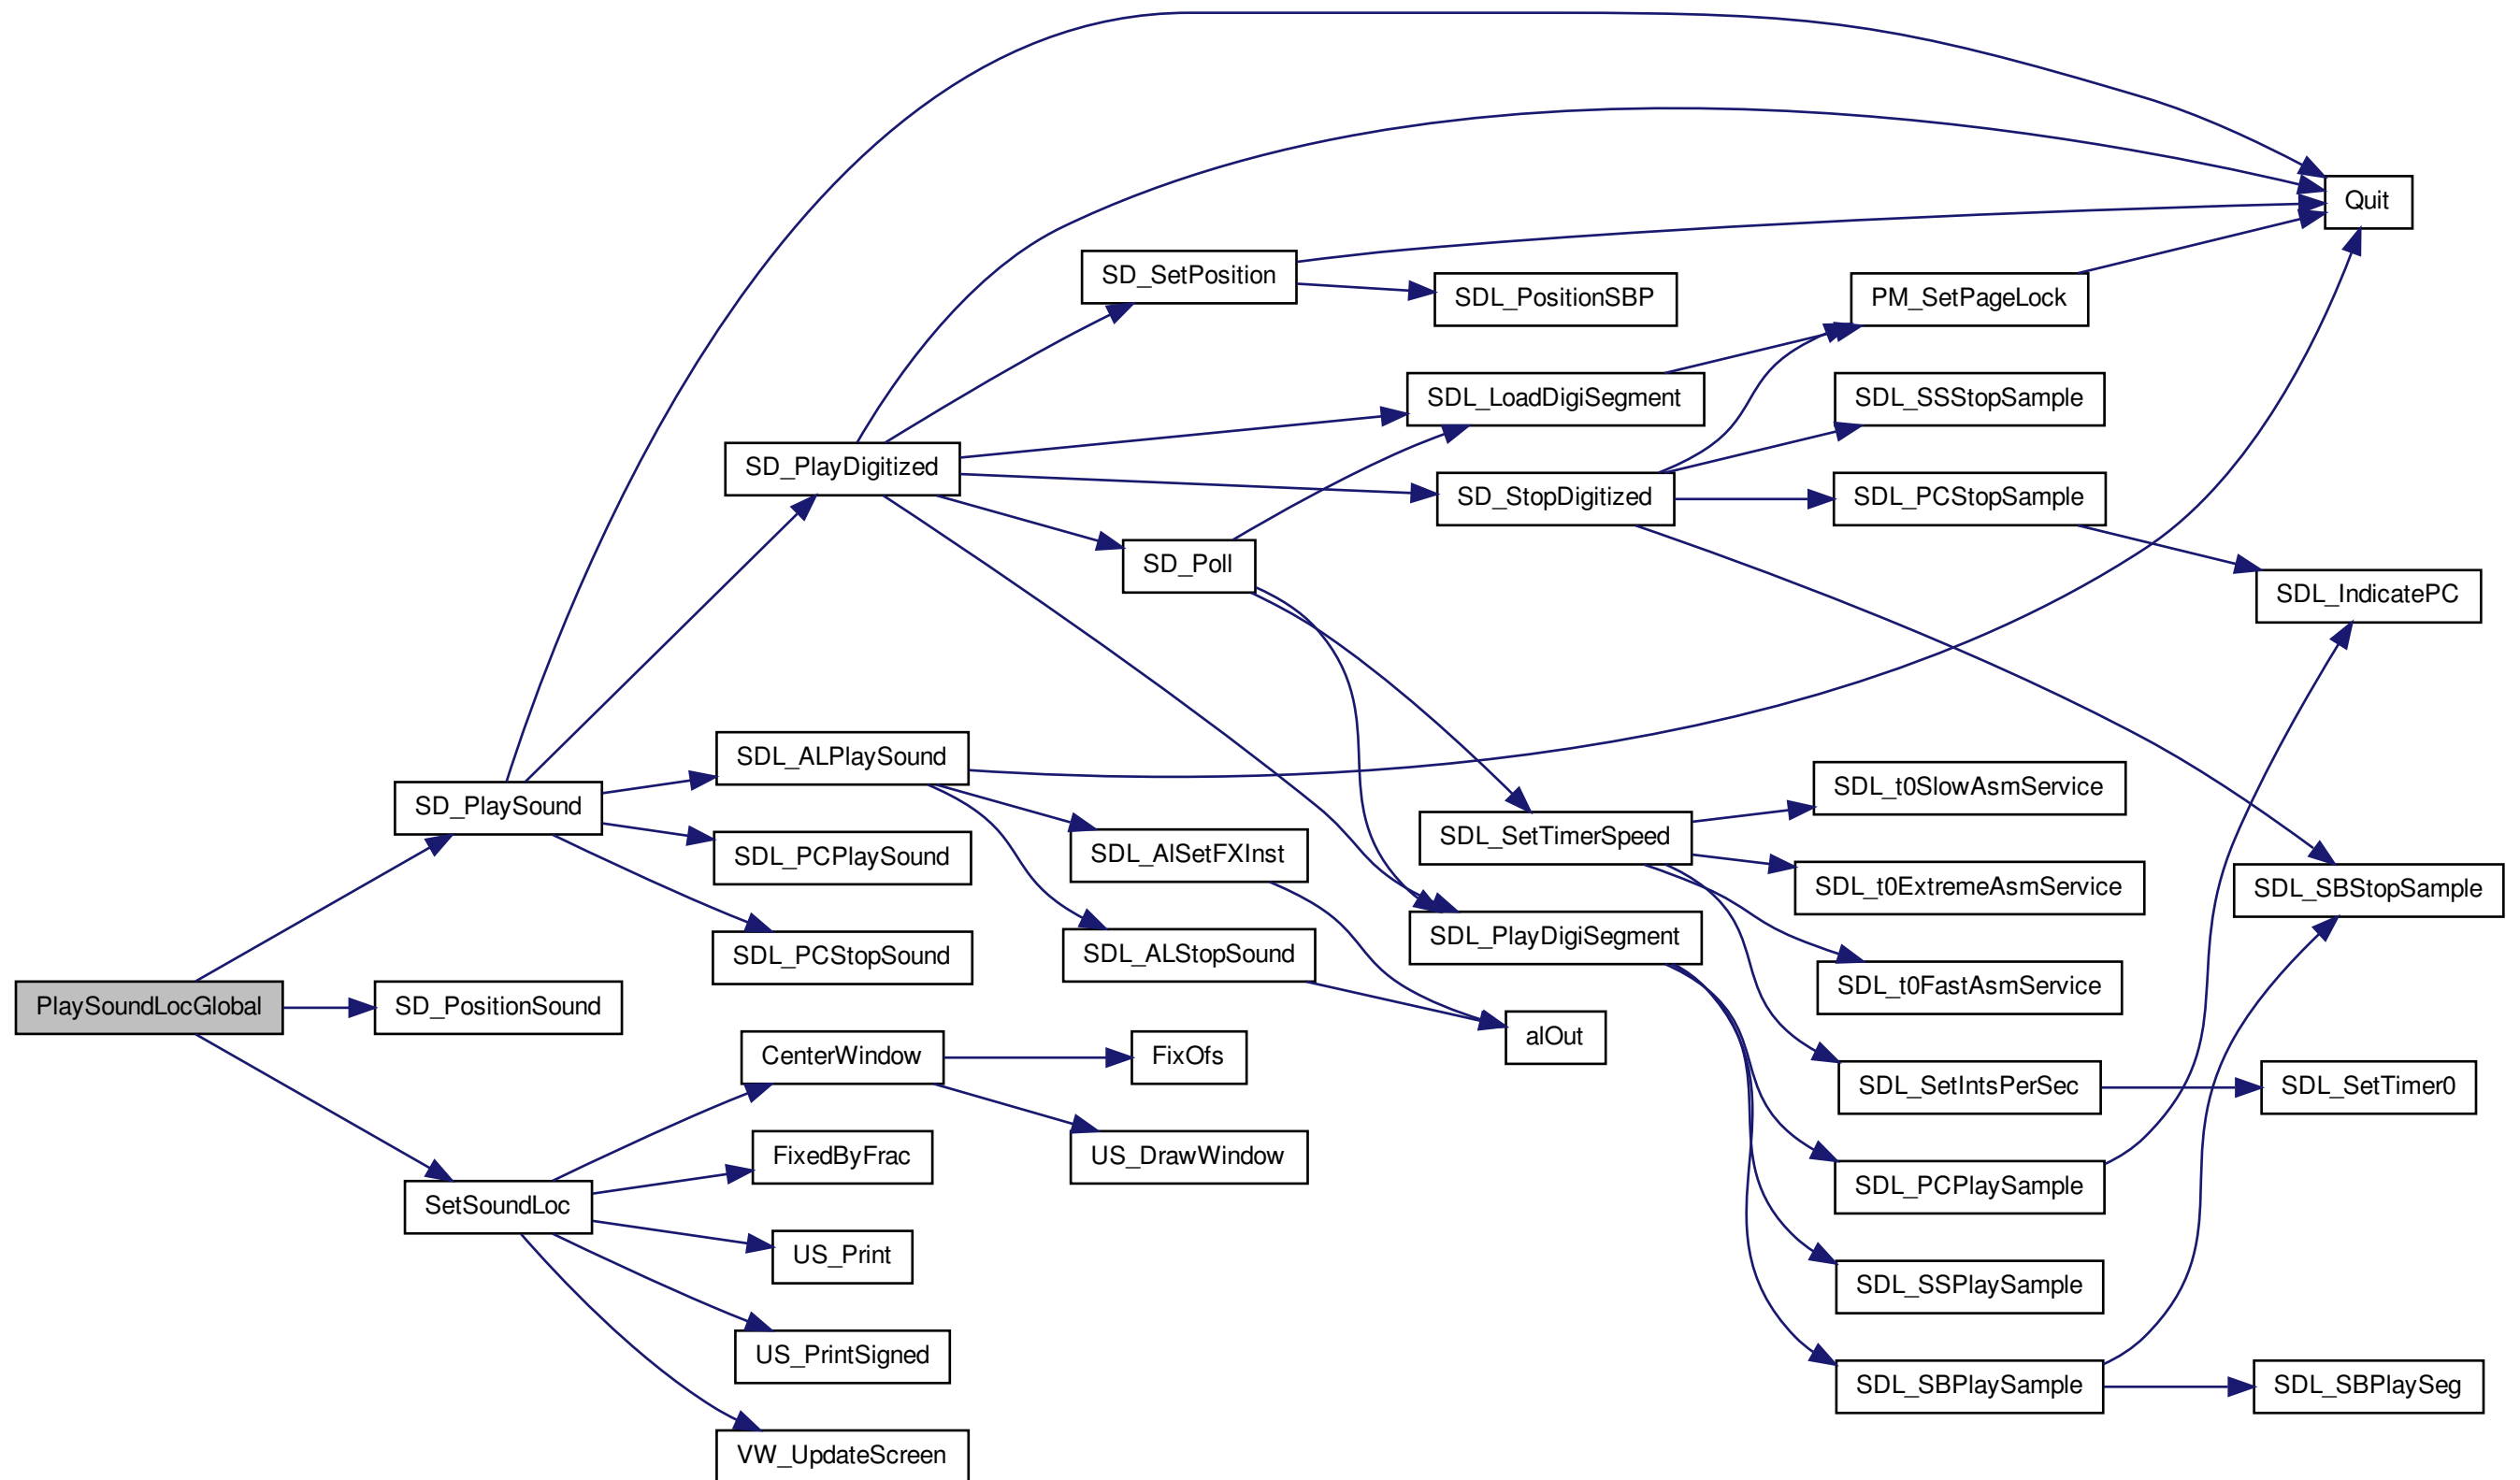 Quit
SD_SetPosition
SDL_PositionSBP
PM_SetPageLock
SDL_LoadDigiSegment
SDL_SSStopSample
SD_PlayDigitized
SD_StopDigitized
SDL_PCStopSample
SD_Poll
SDL_IndicatePC
SDL_ALPlaySound
SDL_t0SlowAsmService
SD_PlaySound
SDL_SetTimerSpeed
SDL_PCPlaySound
SDL_AlSetFXInst
SDL_t0ExtremeAsmService
SDL_SBStopSample
SDL_PlayDigiSegment
SDL_PCStopSound
SDL_ALStopSound
SDL_t0FastAsmService
PlaySoundLocGlobal
SD_PositionSound
alOut
CenterWindow
FixOfs
SDL_SetIntsPerSec
SDL_SetTimer0
FixedByFrac
US_DrawWindow
SDL_PCPlaySample
SetSoundLoc
US_Print
SDL_SSPlaySample
US_PrintSigned
SDL_SBPlaySample
SDL_SBPlaySeg
VW_UpdateScreen